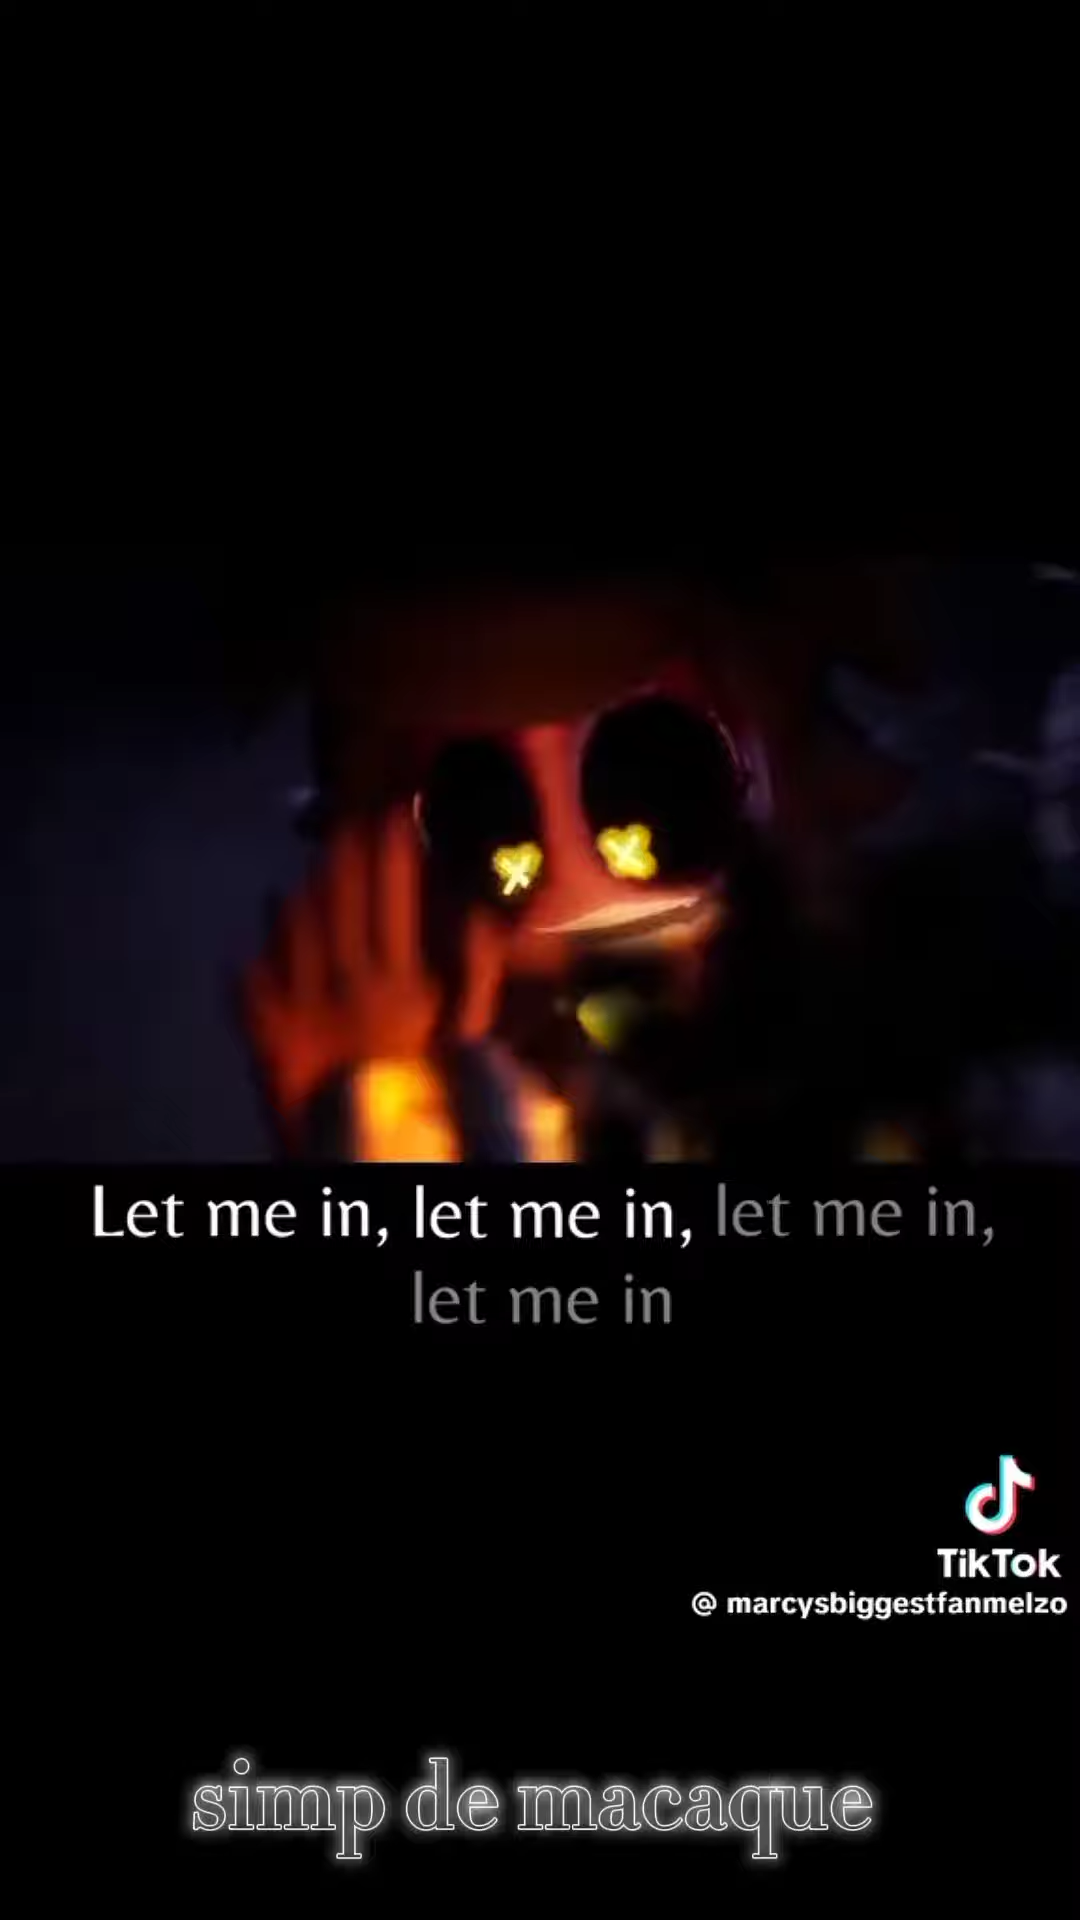 Let me in, let me in, let me in,
let me in
TikTok
@ marcysbiggestfanmelzo
simp de macaque